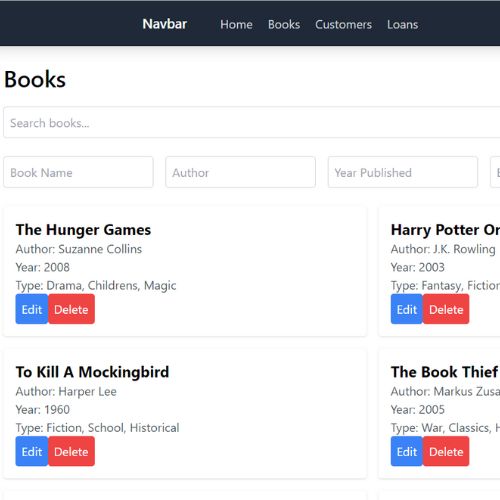 Navbar Home Books Customers Loans
Books
Search books...
Book Name Author Year Published
The Hunger Games
Author: Suzanne Collins
Year: 2008
Type: Drama, Childrens, Magic
Edit Delete
Harry Potter Or
Author: J.K. Rowling
Year: 2003
Type: Fantasy, Fiction
Edit Delete
To Kill A Mockingbird
Author: Harper Lee
Year: 1960
Type: Fiction, School, Historical
Edit Delete
The Book Thief
Author: Markus Zusa
Year: 2005
Type: War, Classics, H
Edit Delete